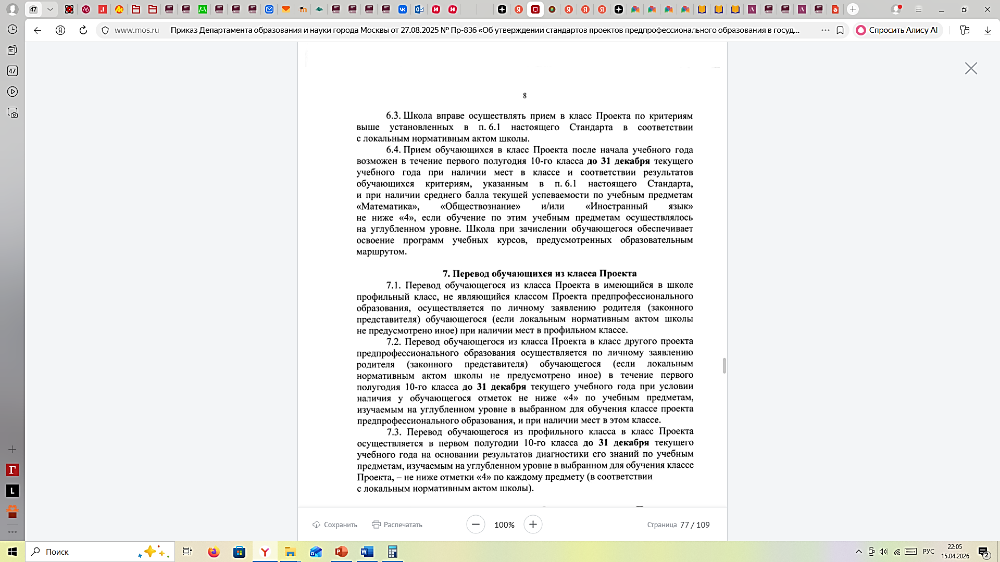 47
www.mos.ru
Приказ Департамента образования и науки города Москвы от 27.08.2025 № Пр-836 «Об утверждении стандартов проектов предпрофессионального образования в госуд...
Спросить Алису AI
47
8
6.3. Школа вправе осуществлять прием в класс Проекта по критериям
выше установленных в п. 6.1 настоящего Стандарта в соответствии
с локальным нормативным актом школы.
6.4. Прием обучающихся в класс Проекта после начала учебного года
возможен в течение первого полугодия 10-го класса до 31 декабря текущего
учебного года при наличии мест в классе и соответствии результатов
обучающихся критериям, указанным в п. 6.1 настоящего Стандарта,
и при наличии среднего балла текущей успеваемости по учебным предметам
«Математика», «Обществознание» и/или «Иностранный язык»
не ниже «4», если обучение по этим учебным предметам осуществлялось
на углубленном уровне. Школа при зачислении обучающегося обеспечивает
освоение программ учебных курсов, предусмотренных образовательным
маршрутом.
7. Перевод обучающихся из класса Проекта
7.1. Перевод обучающегося из класса Проекта в имеющийся в школе
профильный класс, не являющийся классом Проекта предпрофессионального
образования, осуществляется по личному заявлению родителя (законного
представителя) обучающегося (если локальным нормативным актом школы
не предусмотрено иное) при наличии мест в профильном классе.
7.2. Перевод обучающегося из класса Проекта в класс другого проекта
предпрофессионального образования осуществляется по личному заявлению
родителя (законного представителя) обучающегося (если локальным
нормативным актом школы не предусмотрено иное) в течение первого
полугодия 10-го класса до 31 декабря текущего учебного года при условии
наличия у обучающегося отметок не ниже «4» по учебным предметам,
изучаемым на углубленном уровне в выбранном для обучения классе проекта
предпрофессионального образования, и при наличии мест в этом классе.
7.3. Перевод обучающегося из профильного класса в класс Проекта
осуществляется в первом полугодии 10-го класса до 31 декабря текущего
учебного года на основании результатов диагностики его знаний по учебным
предметам, изучаемым на углубленном уровне в выбранном для обучения классе
Проекта, – не ниже отметки «4» по каждому предмету (в соответствии
с локальным нормативным актом школы).
Сохранить
Распечатать
100%
Страница 77 / 109
Поиск
РУС
22:05
15.04.2026
2